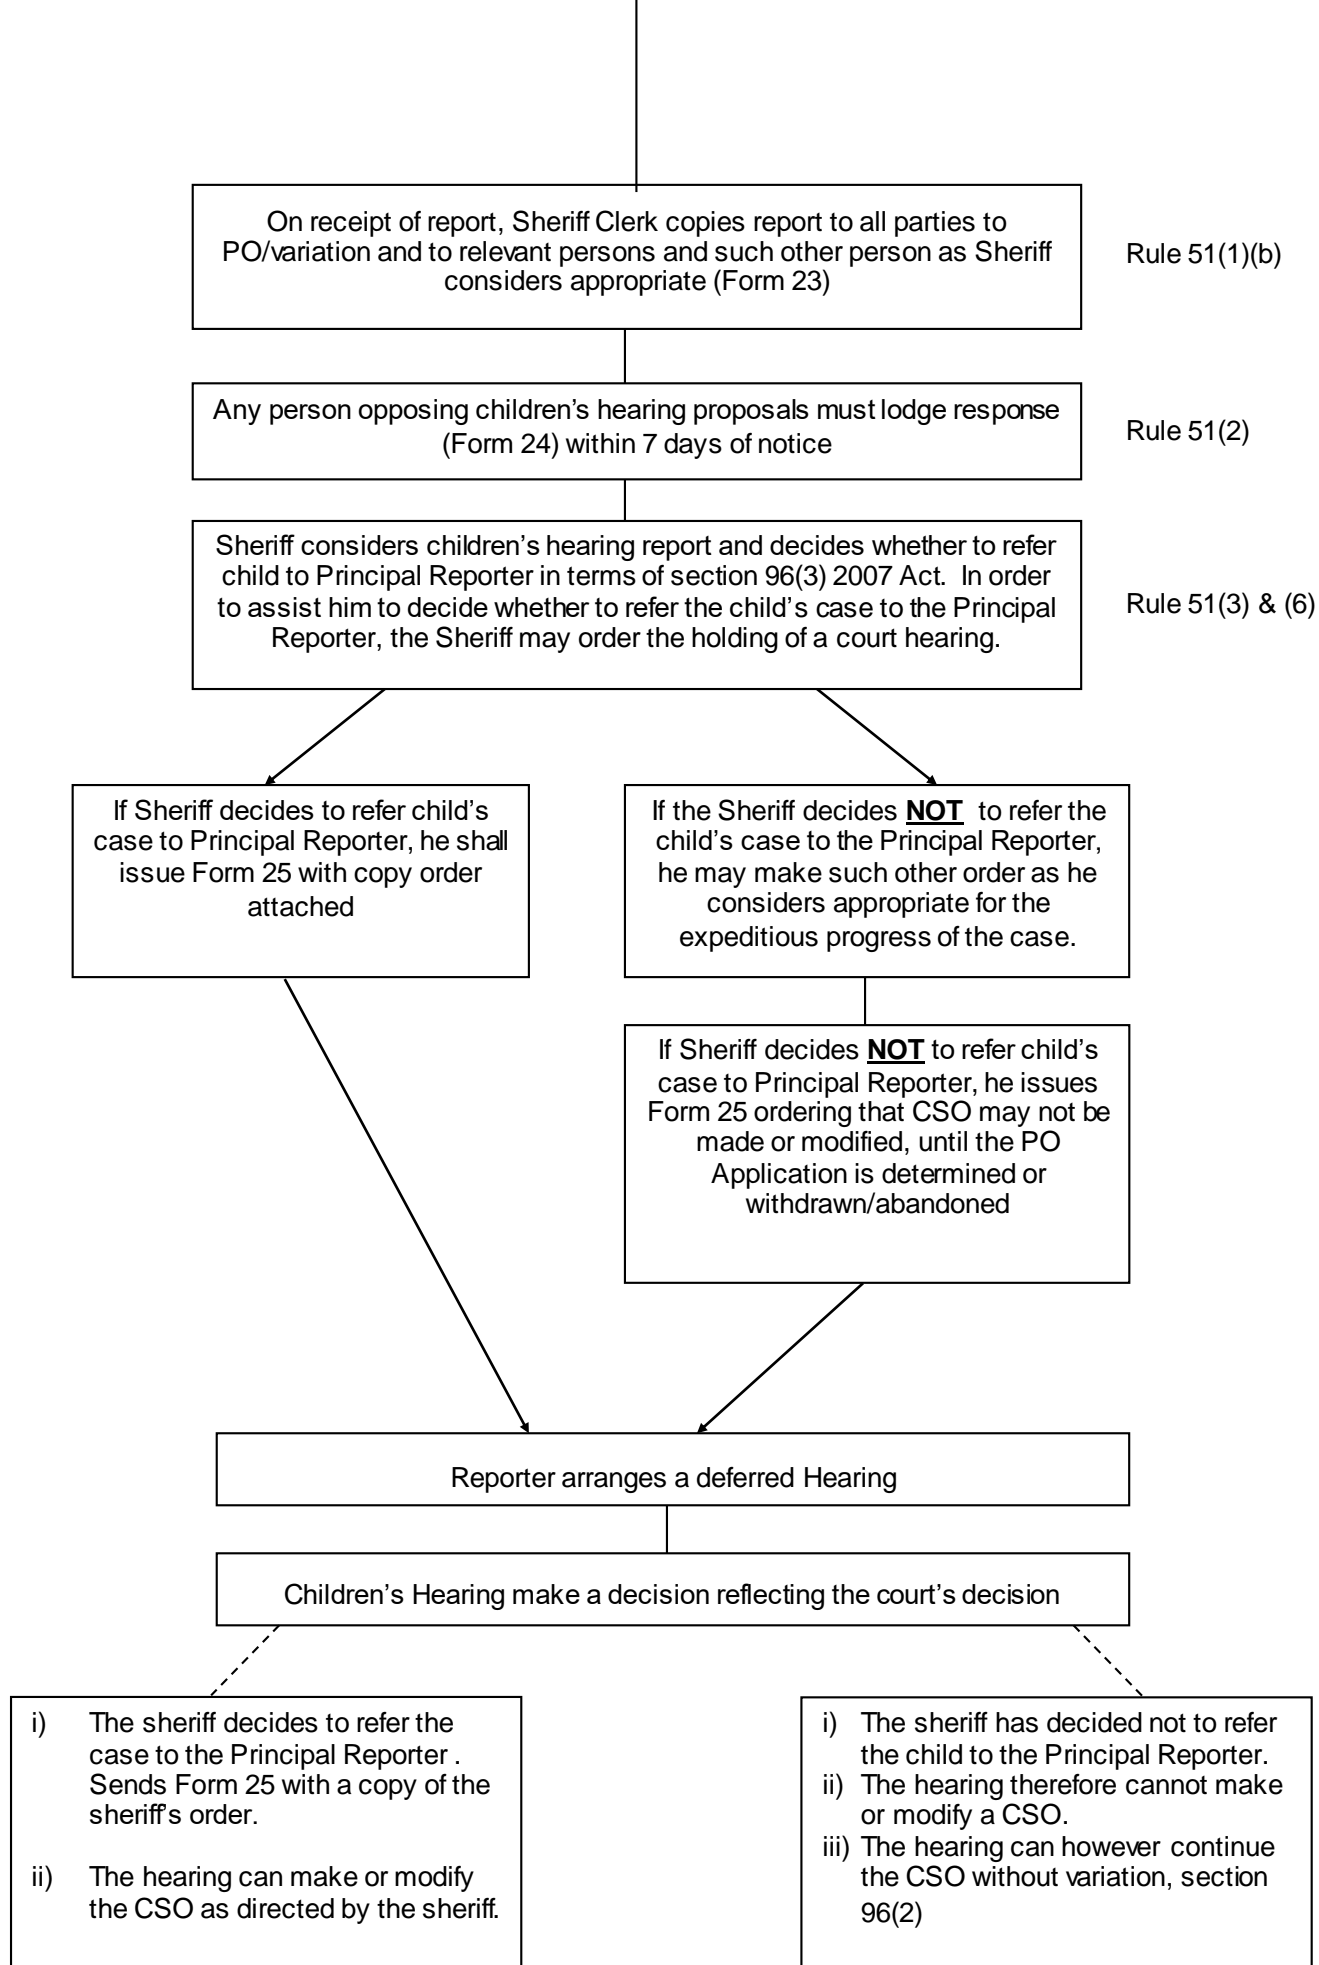 On receipt of report, Sheriff Clerk copies report to all parties to
PO/variation and to relevant persons and such other person as Sheriff
considers appropriate (Form 23)
Rule 51(1)(b)
Any person opposing children’s hearing proposals must lodge response
(Form 24) within 7 days of notice
Rule 51(2)
Sheriff considers children’s hearing report and decides whether to refer
child to Principal Reporter in terms of section 96(3) 2007 Act. In order
to assist him to decide whether to refer the child’s case to the Principal
Reporter, the Sheriff may order the holding of a court hearing.
Rule 51(3) & (6)
If Sheriff decides to refer child’s
case to Principal Reporter, he shall
issue Form 25 with copy order
attached
If the Sheriff decides NOT to refer the
child’s case to the Principal Reporter,
he may make such other order as he
considers appropriate for the
expeditious progress of the case.
If Sheriff decides NOT to refer child’s
case to Principal Reporter, he issues
Form 25 ordering that CSO may not be
made or modified, until the PO
Application is determined or
withdrawn/abandoned
Reporter arranges a deferred Hearing
Children’s Hearing make a decision reflecting the court’s decision
i) The sheriff decides to refer the
case to the Principal Reporter .
Sends Form 25 with a copy of the
sheriff’s order.
ii) The hearing can make or modify
the CSO as directed by the sheriff.
i) The sheriff has decided not to refer
the child to the Principal Reporter.
ii) The hearing therefore cannot make
or modify a CSO.
iii) The hearing can however continue
the CSO without variation, section
96(2)